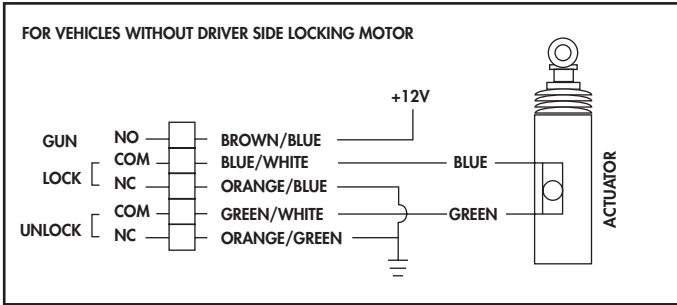 FOR VEHICLES WITHOUT DRIVER SIDE LOCKING MOTOR
+12V
GUN NO BROWN/BLUE
COM BLUE/WHITE BLUE
LOCK
NC ORANGE/BLUE
COM GREEN/WHITE GREEN
UNLOCK
NC ORANGE/GREEN
ACTUATOR